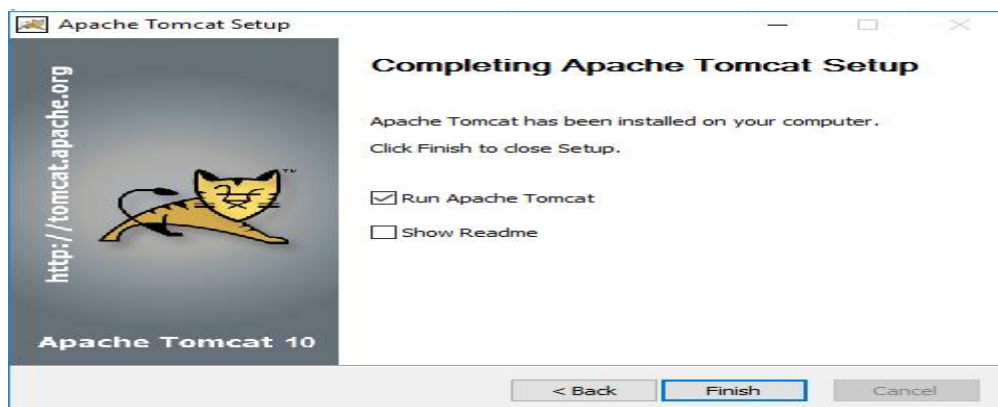 Apache Tomcat Setup
http://tomcat.apache.org
Apache Tomcat 10
Completing Apache Tomcat Setup
Apache Tomcat has been installed on your computer.
Click Finish to close Setup.
Run Apache Tomcat
Show Readme
TM
< Back
Finish
Cancel